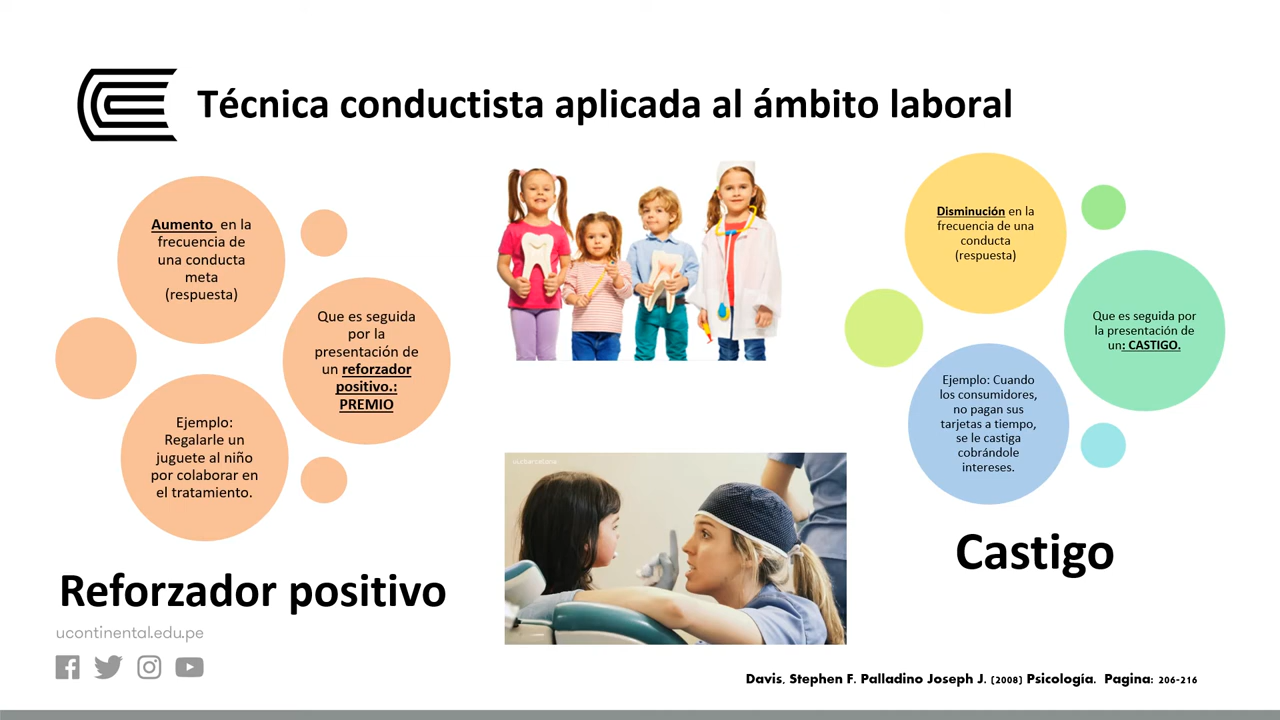 Técnica conductista aplicada al ámbito laboral
Aumento en la
frecuencia de
una conducta
meta
(respuesta)
Que es seguida
por la
presentación de
un reforzador
positivo.:
PREMIO
Ejemplo:
Regalarle un
juguete al niño
por colaborar en
el tratamiento.
Reforzador positivo
Disminución en la
frecuencia de una
conducta
(respuesta)
Que es seguida por
la presentación de
un: CASTIGO.
Ejemplo: Cuando
los consumidores,
no pagan sus
tarjetas a tiempo,
se le castiga
cobrándole
intereses.
Castigo
ucontinental.edu.pe
Davis, Stephen F. Palladino Joseph J. (2008) Psicología. Pagina: 206-216